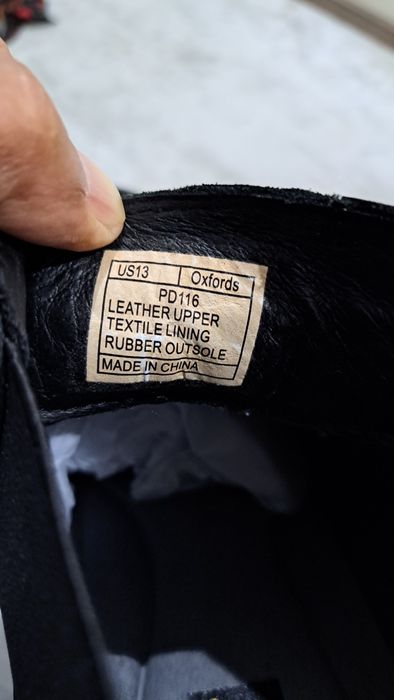 US13 Oxfords
PD116
LEATHER UPPER
TEXTILE LINING
RUBBER OUTSOLE
MADE IN CHINA